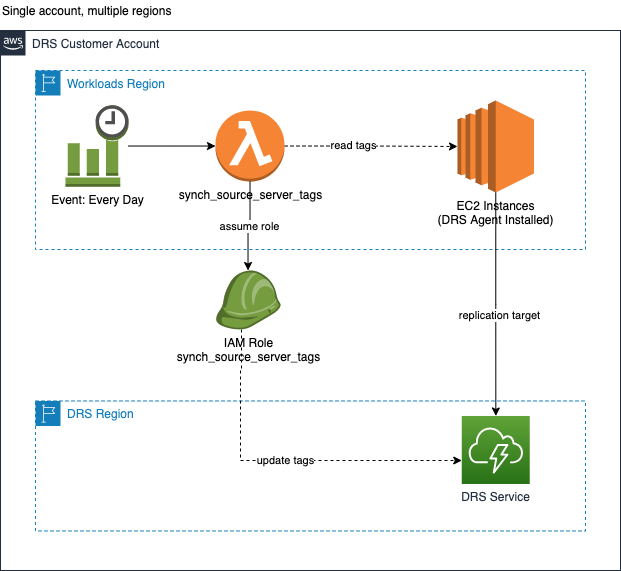 Single account, multiple regions
aws
DRS Customer Account
Workloads Region
read tags
Event: Every Day
synch_source_server_tags
EC2 Instances
(DRS Agent Installed)
assume role
replication target
IAM Role
synch_source_server_tags
DRS Region
update tags
DRS Service